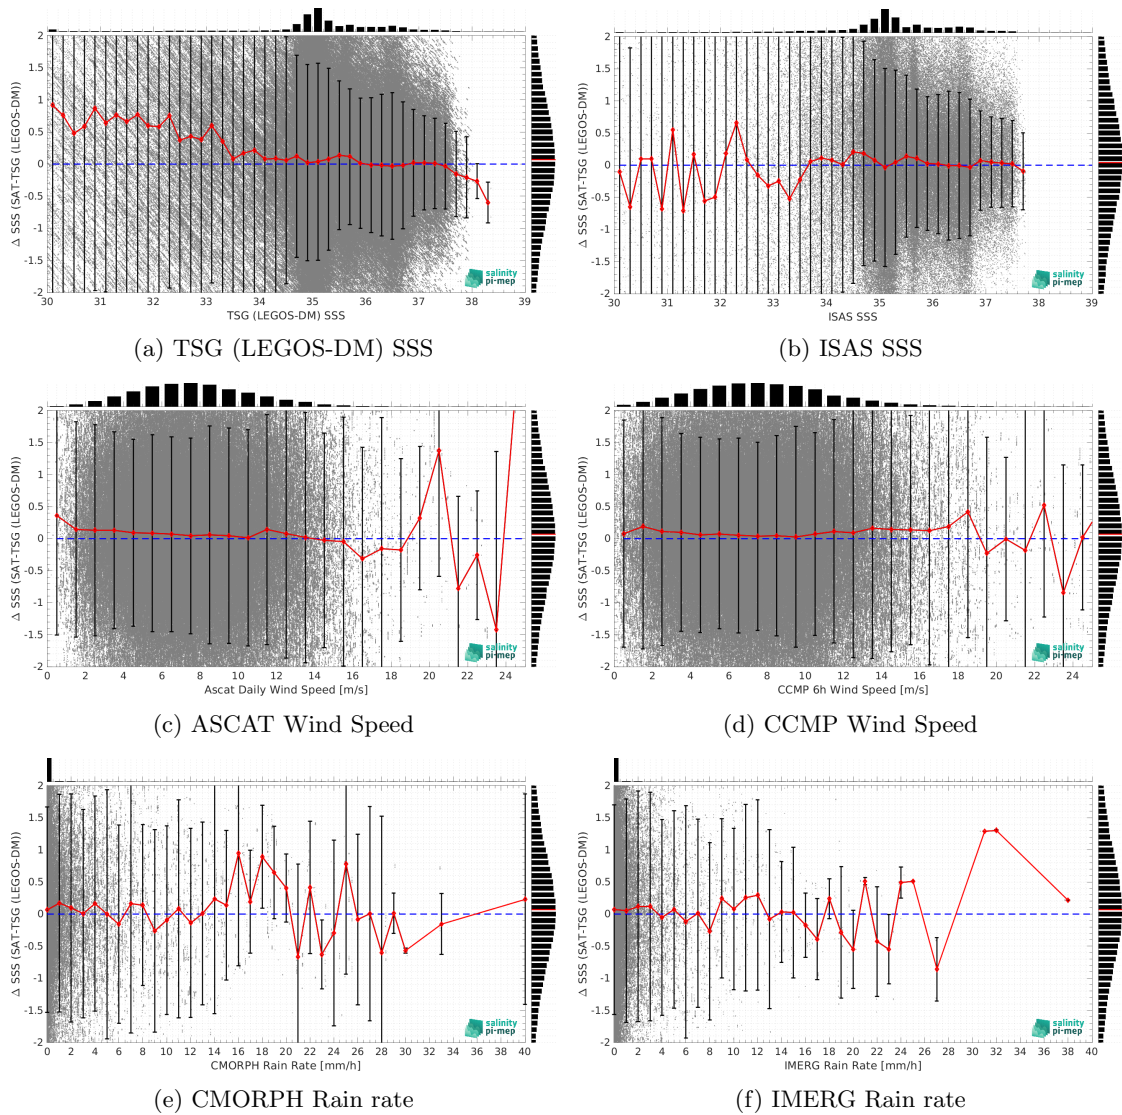 2
1.5
1
0.5
0
-0.5
-1
-1.5
-2
Δ SSS (SAT-TSG (LEGOS-DM))
30 31 32 33 34 35 36 37 38 39
TSG (LEGOS-DM) SSS
salinity
pi-mep
(a) TSG (LEGOS-DM) SSS
2
1.5
1
0.5
0
-0.5
-1
-1.5
-2
Δ SSS (SAT-TSG (LEGOS-DM))
30 31 32 33 34 35 36 37 38 39
ISAS SSS
salinity
pi-mep
(b) ISAS SSS
2
1.5
1
0.5
0
-0.5
-1
-1.5
-2
Δ SSS (SAT-TSG (LEGOS-DM))
0 2 4 6 8 10 12 14 16 18 20 22 24
Ascat Daily Wind Speed [m/s]
salinity
pi-mep
(c) ASCAT Wind Speed
2
1.5
1
0.5
0
-0.5
-1
-1.5
-2
Δ SSS (SAT-TSG (LEGOS-DM))
0 2 4 6 8 10 12 14 16 18 20 22 24
CCMP 6h Wind Speed [m/s]
salinity
pi-mep
(d) CCMP Wind Speed
2
1.5
1
0.5
0
-0.5
-1
-1.5
-2
Δ SSS (SAT-TSG (LEGOS-DM))
0 2 4 6 8 10 12 14 16 18 20 22 24 26 28 30 32 34 36 38 40
CMORPH Rain Rate [mm/h]
salinity
pi-mep
(e) CMORPH Rain rate
2
1.5
1
0.5
0
-0.5
-1
-1.5
-2
Δ SSS (SAT-TSG (LEGOS-DM))
0 2 4 6 8 10 12 14 16 18 20 22 24 26 28 30 32 34 36 38 40
IMERG Rain Rate [mm/h]
salinity
pi-mep
(f) IMERG Rain rate